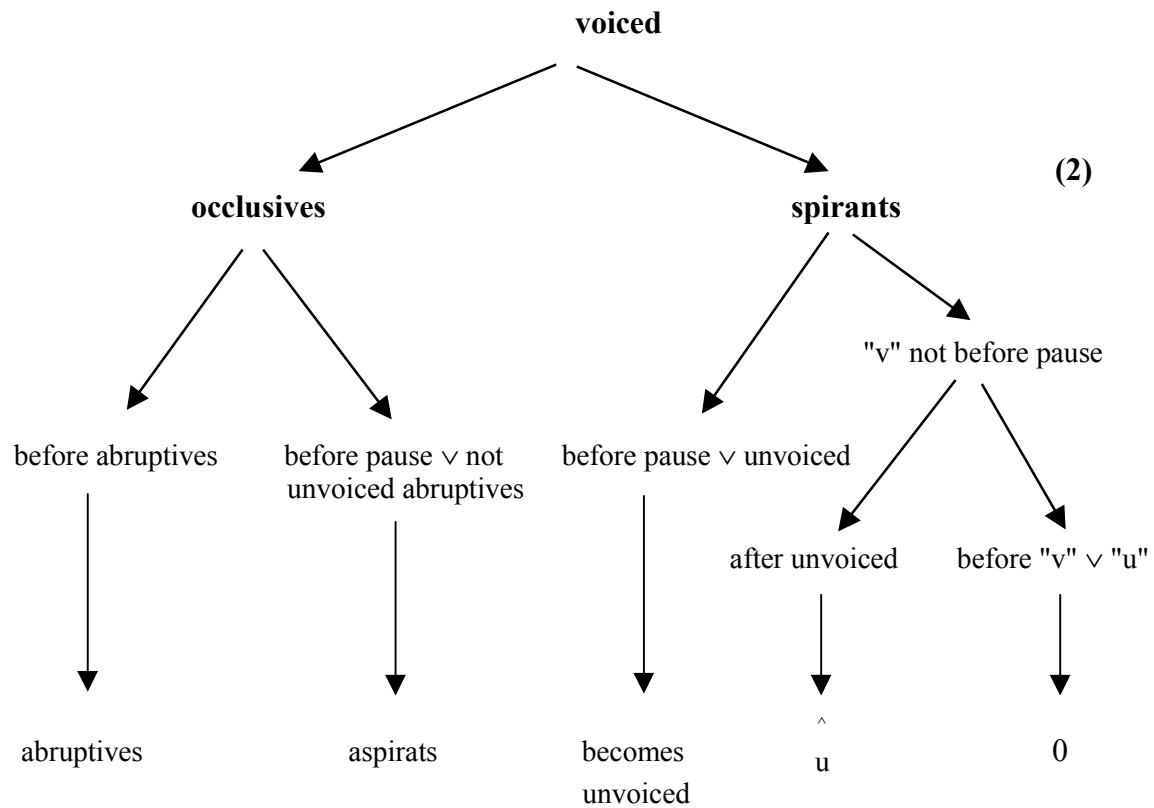 voiced
(2)
occlusives
spirants
"v" not before pause
before abruptives
before pause ∨ not
unvoiced abruptives
before pause ∨ unvoiced
after unvoiced
before "v" ∨ "u"
abruptives
aspirats
becomes
unvoiced
^
u
0